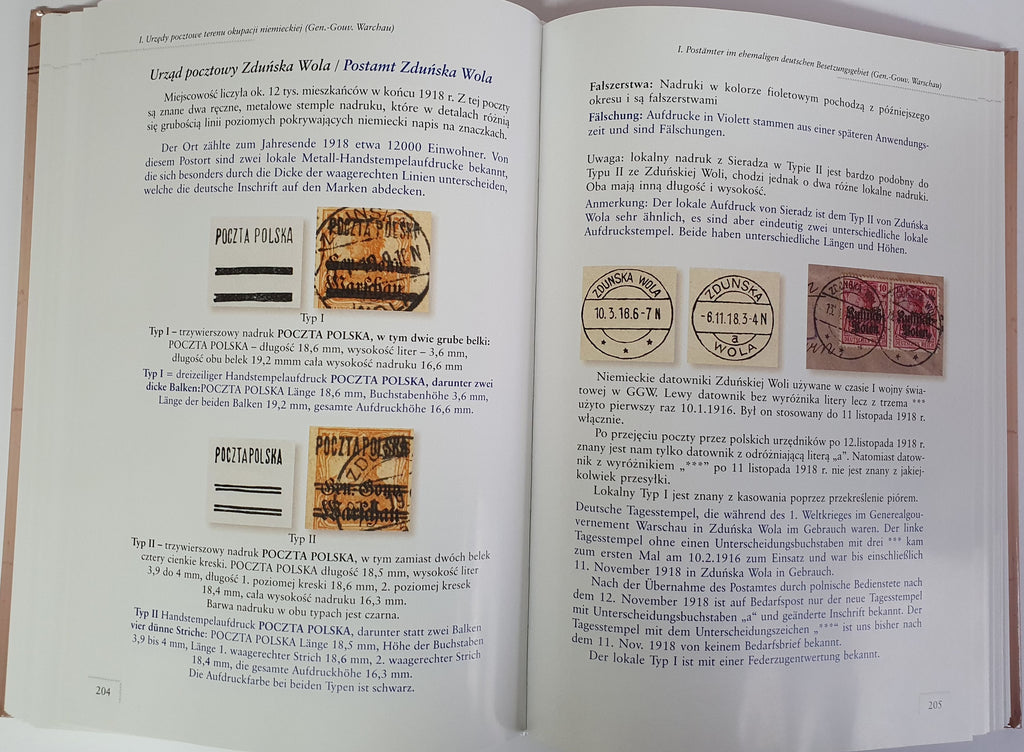 I. Urzędy pocztowe terenu okupacji niemieckiej (Gen.-Gouv. Warchau)
Urząd pocztowy Zduńska Wola / Postamt Zduńska Wola
Miejscowość liczyła ok. 12 tys. mieszkańców w końcu 1918 r. Z tej poczty
są znane dwa ręczne, metalowe stemple nadruku, które w detalach różnią
się grubością linii poziomych pokrywających niemiecki napis na znaczkach.
Der Ort zählte zum Jahresende 1918 etwa 12000 Einwohner. Von
diesem Postort sind zwei lokale Metall-Handstempelaufdrucke bekannt,
die sich besonders durch die Dicke der waagerechten Linien unterscheiden,
welche die deutsche Inschrift auf den Marken abdecken.
POCZTA POLSKA
POCZTA POLSKA
Gen.-Gouv.
Warschau
Typ I
Typ I – trzywierszowy nadruk POCZTA POLSKA, w tym dwie grube belki:
POCZTA POLSKA – długość 18,6 mm, wysokość liter – 3,6 mm,
długość obu belek 19,2 mmm cała wysokość nadruku 16,6 mm
Typ I = dreizeiliger Handstempelaufdruck POCZTA POLSKA, darunter zwei
dicke Balken:POCZTA POLSKA Länge 18,6 mm, Buchstabenhöhe 3,6 mm,
Länge der beiden Balken 19,2 mm, gesamte Aufdruckhöhe 16,6 mm.
POCZTA POLSKA
POCZTA POLSKA
Gen.-Gouv.
Warschau
Typ II
Typ II – trzywierszowy nadruk POCZTA POLSKA, w tym zamiast dwóch belek
cztery cienkie kreski. POCZTA POLSKA długość 18,5 mm, wysokość liter
3,9 do 4 mm, długość 1. poziomej kreski 18,6 mm, 2. poziomej kresek
18,4 mm, cała wysokość nadruku 16,3 mm.
Barwa nadruku w obu typach jest czarna.
Typ II Handstempelaufdruck POCZTA POLSKA, darunter statt zwei Balken
vier dünne Striche: POCZTA POLSKA Länge 18,5 mm, Höhe der Buchstaben
3,9 bis 4 mm, Länge 1. waagerechter Strich 18,6 mm, 2. waagerechter Strich
18,4 mm, die gesamte Aufdruckhöhe 16,3 mm.
Die Aufdruckfarbe bei beiden Typen ist schwarz.
204
I. Postämter im ehemaligen deutschen Besetzungsgebiet (Gen.-Gouv. Warschau)
Fałszerstwa: Nadruki w kolorze fioletowym pochodzą z późniejszego
okresu i są fałszerstwami
Fälschung: Aufdrucke in Violett stammen aus einer späteren Anwendungs-
zeit und sind Fälschungen.
Uwaga: lokalny nadruk z Sieradza w Typie II jest bardzo podobny do
Typu II ze Zduńskiej Woli, chodzi jednak o dwa różne lokalne nadruki.
Oba mają inną długość i wysokość.
Anmerkung: Der lokale Aufdruck von Sieradz ist dem Typ II von Zduńska
Wola sehr ähnlich, es sind aber eindeutig zwei unterschiedliche lokale
Aufdruckstempel. Beide haben unterschiedliche Längen und Höhen.
ZDUŃSKA WOLA
10.3.16.6-7 N
* * *
ZDUŃSKA
-6.11.18.3-4 N
a
WOLA
10
Russisch-
Polen
Niemieckie datowniki Zduńskiej Woli używane w czasie I wojny świa-
towej w GGW. Lewy datownik bez wyróżnika litery lecz z trzema ***
użyto pierwszy raz 10.1.1916. Był on stosowany do 11 listopada 1918 r.
włącznie.
Po przejęciu poczty przez polskich urzędników po 12.listopada 1918 r.
znany jest nam tylko datownik z odróżniającą literą „a". Natomiast datow-
nik z wyróżnikiem „***" po 11 listopada 1918 r. nie jest znany z jakiej-
kolwiek przesyłki.
Lokalny Typ I jest znany z kasowania poprzez przekreślenie piórem.
Deutsche Tagesstempel, die während des 1. Weltkrieges im Generealgou-
vernement Warschau in Zduńska Wola im Gebrauch waren. Der linke
Tagesstempel ohne einen Unterscheidungsbuchstaben mit drei *** kam
zum ersten Mal am 10.2.1916 zum Einsatz und war bis einschließlich
11. November 1918 in Zduńska Wola in Gebrauch.
Nach der Übernahme des Postamtes durch polnische Bedienstete nach
dem 12. November 1918 ist auf Bedarfspost nur der neue Tagesstempel
mit Unterscheidungsbuchstaben „a" und geänderte Inschrift bekannt. Der
Tagesstempel mit dem Unterscheidungszeichen „***" ist uns bisher nach
dem 11. Nov. 1918 von keinem Bedarfsbrief bekannt.
Der lokale Typ I ist mit einer Federzugentwertung bekannt.
205